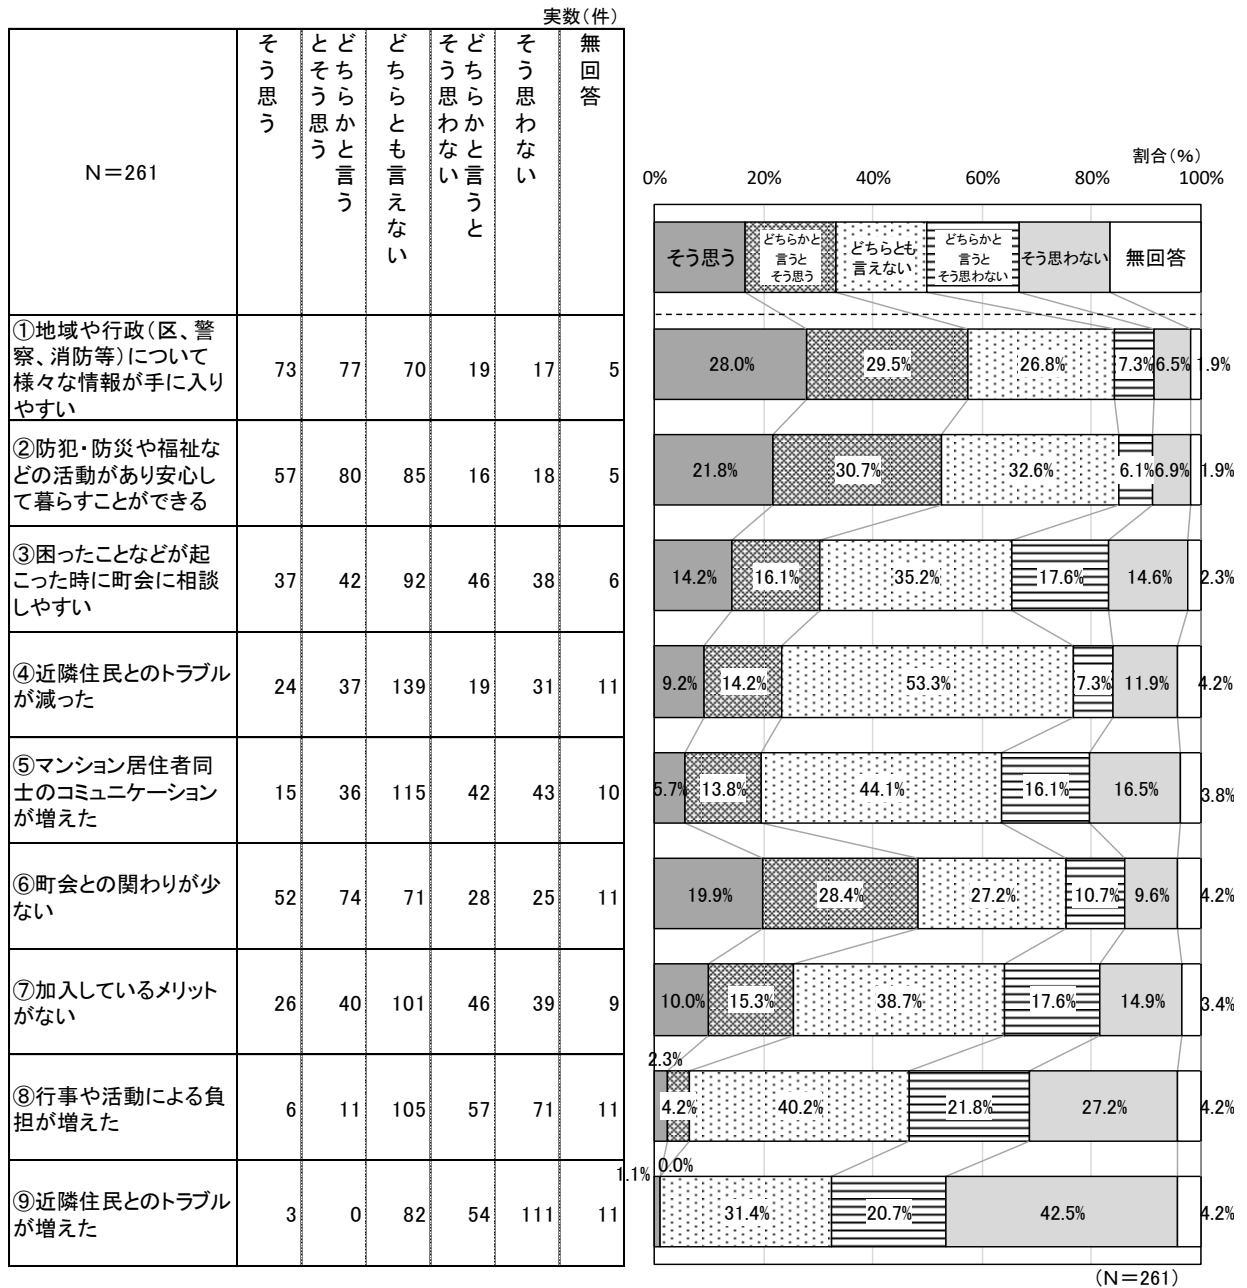 実数(件)
N=261
そう思う
どちらかと言う
とそう思う
どちらとも言えない
どちらかと言うと
そう思わない
そう思わない
無回答
①地域や行政(区、警
察、消防等)について
様々な情報が手に入り
やすい
73 77 70 19 17 5
②防犯・防災や福祉な
どの活動があり安心し
て暮らすことができる
57 80 85 16 18 5
③困ったことなどが起
こった時に町会に相談
しやすい
37 42 92 46 38 6
④近隣住民とのトラブル
が減った
24 37 139 19 31 11
⑤マンション居住者同
士のコミュニケーション
が増えた
15 36 115 42 43 10
⑥町会との関わりが少
ない
52 74 71 28 25 11
⑦加入しているメリット
がない
26 40 101 46 39 9
⑧行事や活動による負
担が増えた
6 11 105 57 71 11
⑨近隣住民とのトラブル
が増えた
3 0 82 54 111 11
割合(%)
0% 20% 40% 60% 80% 100%
そう思う
どちらかと
言うと
そう思う
どちらとも
言えない
どちらかと
言うと
そう思わない
そう思わない
無回答
28.0% 29.5% 26.8% 7.3% 6.5% 1.9%
21.8% 30.7% 32.6% 6.1% 6.9% 1.9%
14.2% 16.1% 35.2% 17.6% 14.6% 2.3%
9.2% 14.2% 53.3% 7.3% 11.9% 4.2%
5.7% 13.8% 44.1% 16.1% 16.5% 3.8%
19.9% 28.4% 27.2% 10.7% 9.6% 4.2%
10.0% 15.3% 38.7% 17.6% 14.9% 3.4%
2.3% 4.2% 40.2% 21.8% 27.2% 4.2%
1.1% 0.0% 31.4% 20.7% 42.5% 4.2%
(N=261)